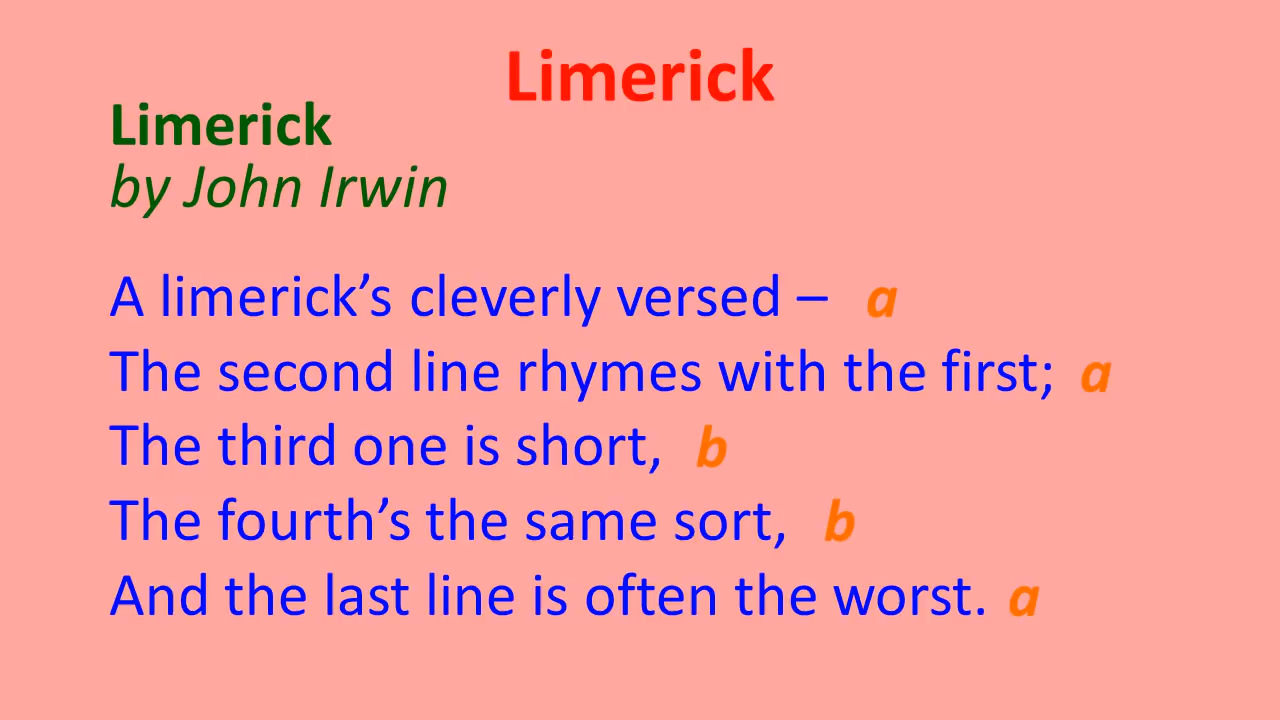 Limerick
Limerick
by John Irwin
A limerick’s cleverly versed – a
The second line rhymes with the first; a
The third one is short, b
The fourth’s the same sort, b
And the last line is often the worst. a